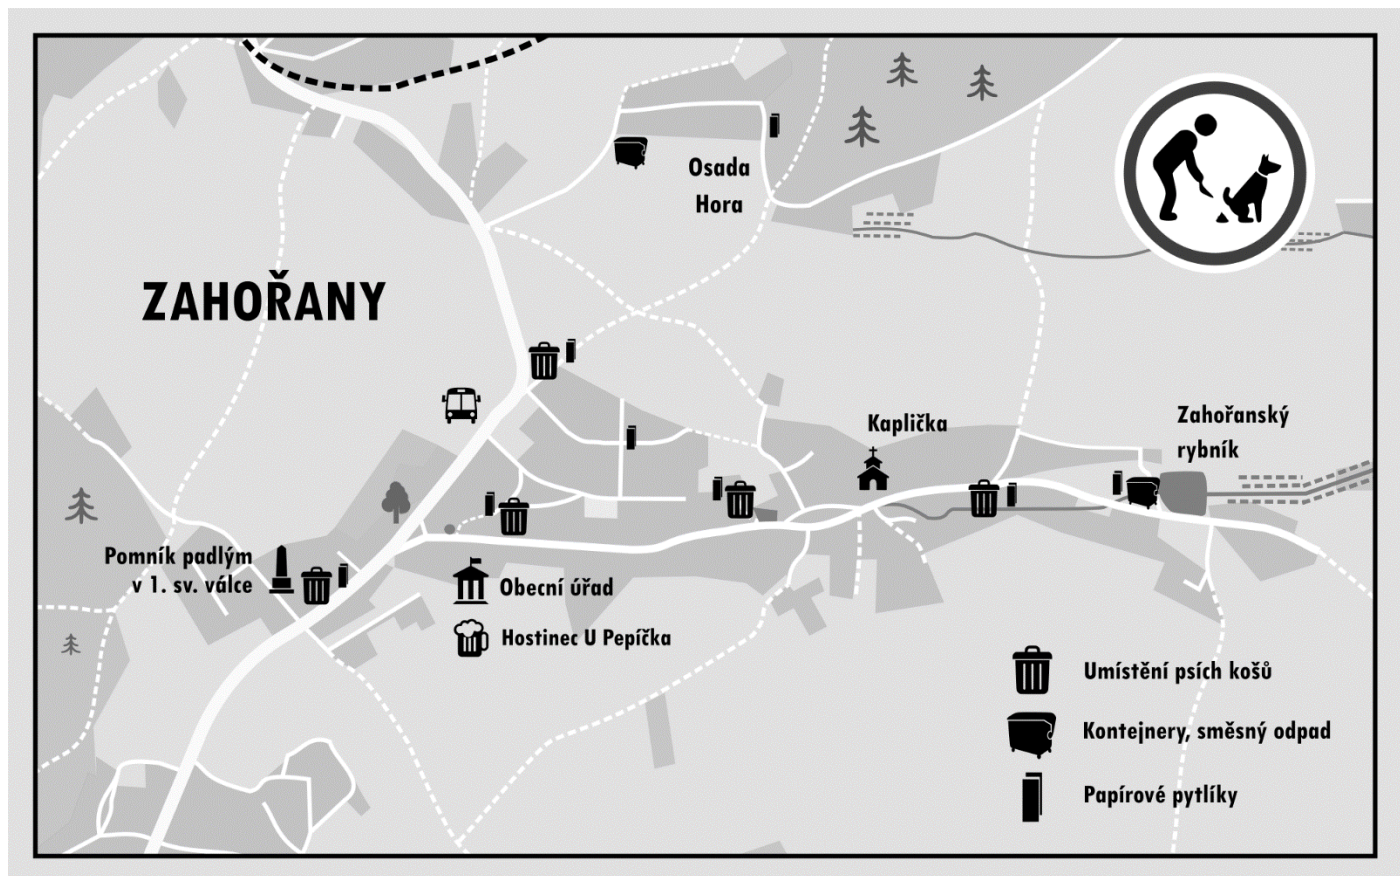 Osada
Hora
ZAHOŘANY
Kaplička
Zahořanský
rybník
Pomník padlým
v 1. sv. válce
Obecní úřad
Hostinec U Pepíčka
Umístění psích košů
Kontejnery, směsný odpad
Papírové pytlíky